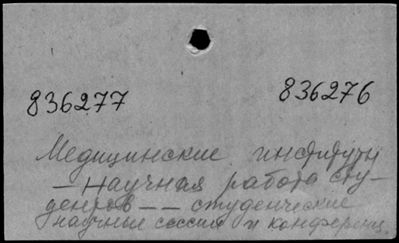 836277 836276
Медицинские институты
— Научная работа сту-
дентов — — студенческие
научные сессии и конференц.